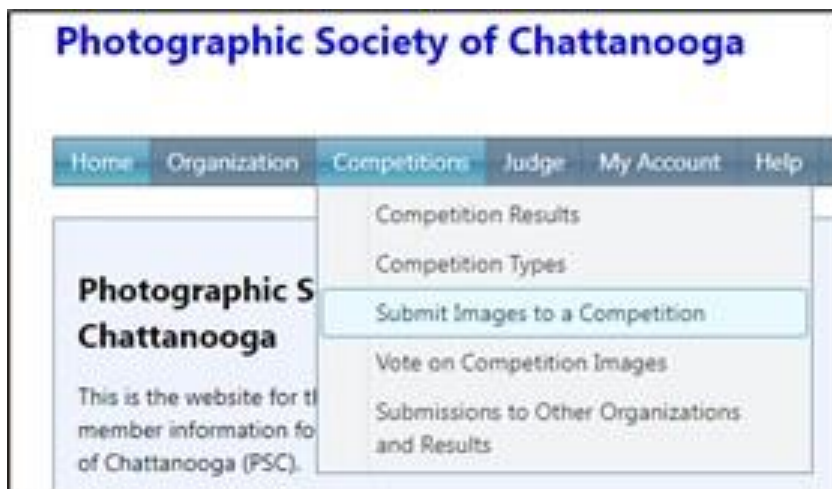 Photographic Society of Chattanooga
Home Organization Competitions Judge My Account Help
Competition Results
Competition Types
Submit Images to a Competition
Vote on Competition Images
Submissions to Other Organizations
and Results
Photographic S
Chattanooga
This is the website for t
member information fo
of Chattanooga (PSC).